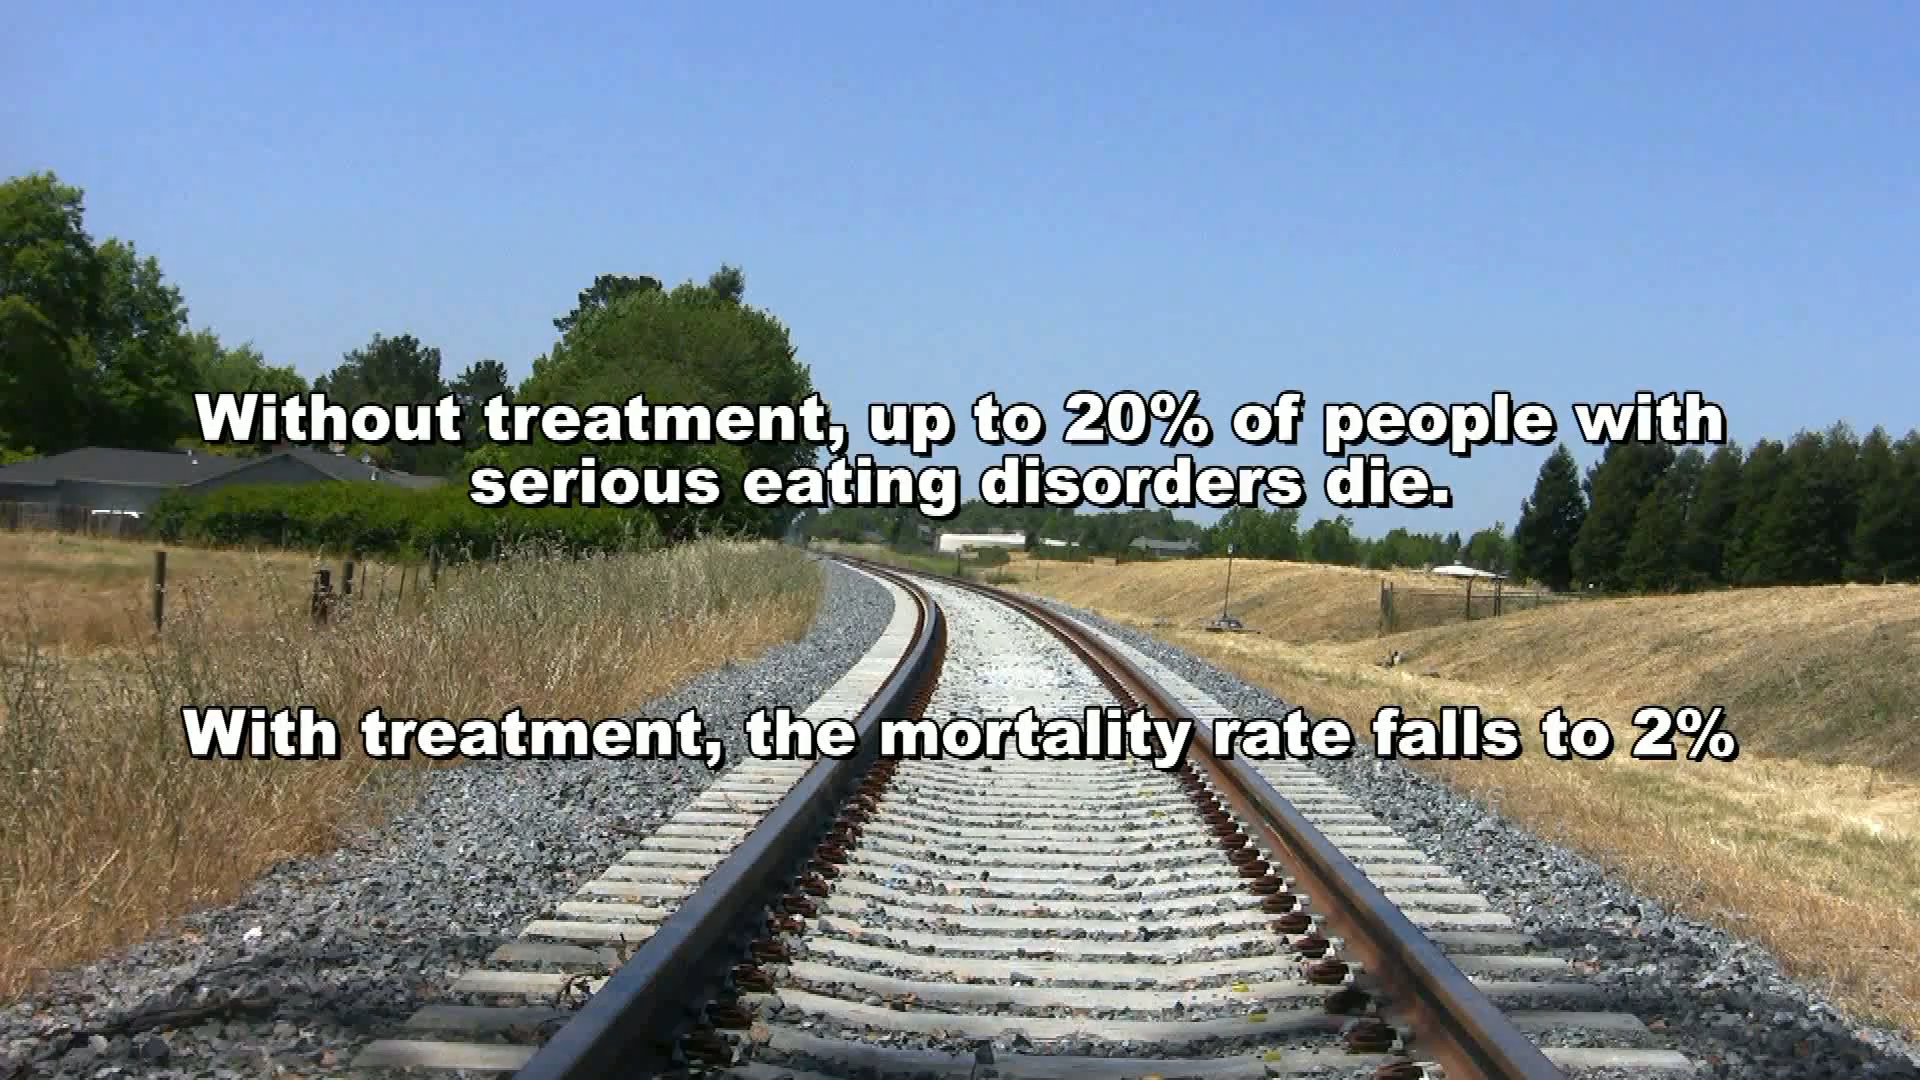 Without treatment, up to 20% of people with
serious eating disorders die.
With treatment, the mortality rate falls to 2%